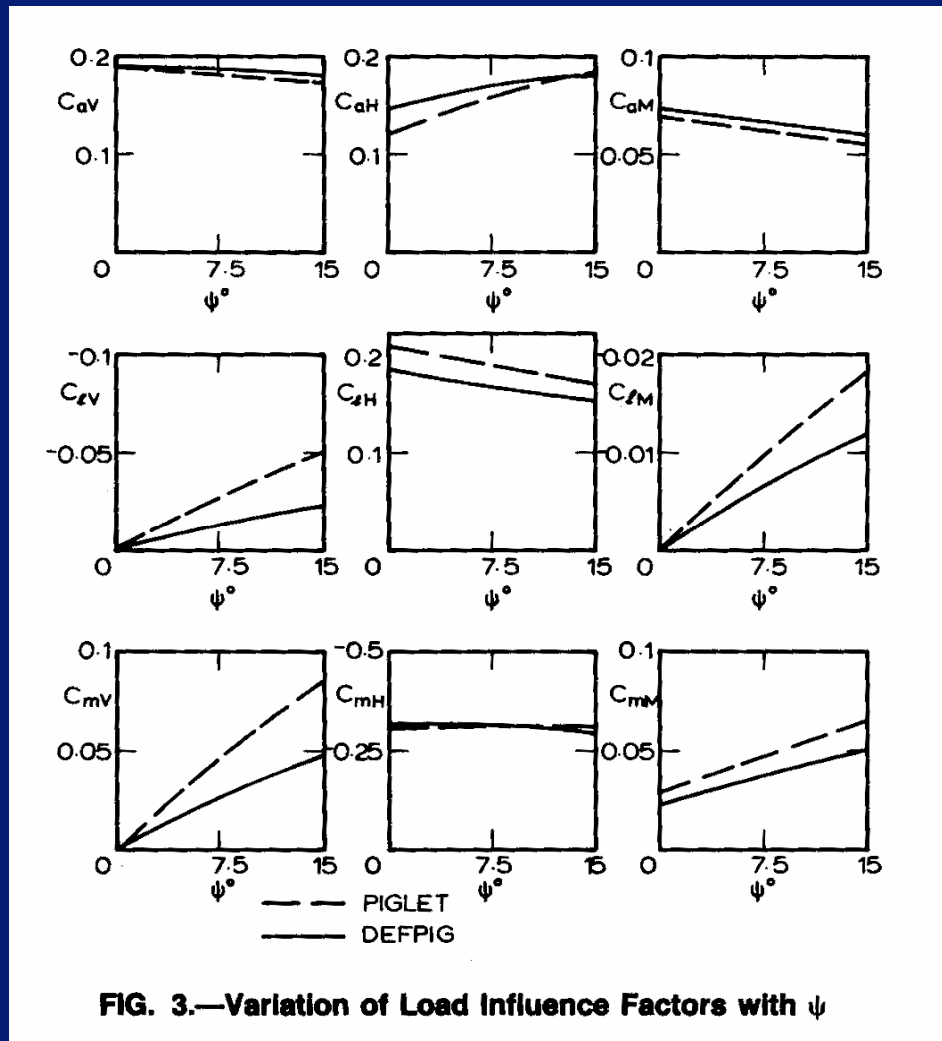 0.2
CaV
0.1
0 7.5 15
ψ°
0.2
CaH
0.1
0 7.5 15
ψ°
0.1
CaM
0.05
0 7.5 15
ψ°
-0.1
CℓV
-0.05
0 7.5 15
ψ°
0.2
CℓH
0.1
0 7.5 15
ψ°
-0.02
CℓM
-0.01
0 7.5 15
ψ°
0.1
CmV
0.05
0 7.5 15
ψ°
-0.5
CmH
-0.25
0 7.5 15
ψ°
0.1
CmM
0.05
0 7.5 15
ψ°
PIGLET
DEFPIG
FIG. 3.—Variation of Load Influence Factors with ψ